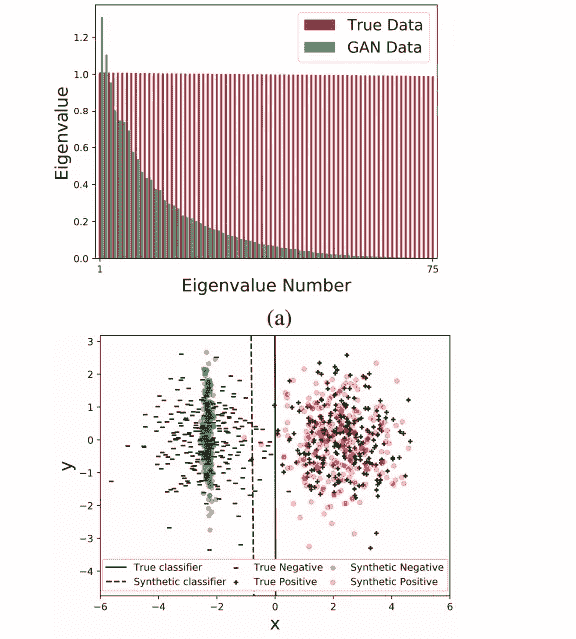 True Data
GAN Data
1.2
1.0
0.8
0.6
0.4
0.2
0.0
Eigenvalue
1
75
Eigenvalue Number
(a)
3
2
1
0
−1
−2
−3
−4
y
True classifier
Synthetic classifier
True Negative
True Positive
Synthetic Negative
Synthetic Positive
−6
−4
−2
0
2
4
6
x